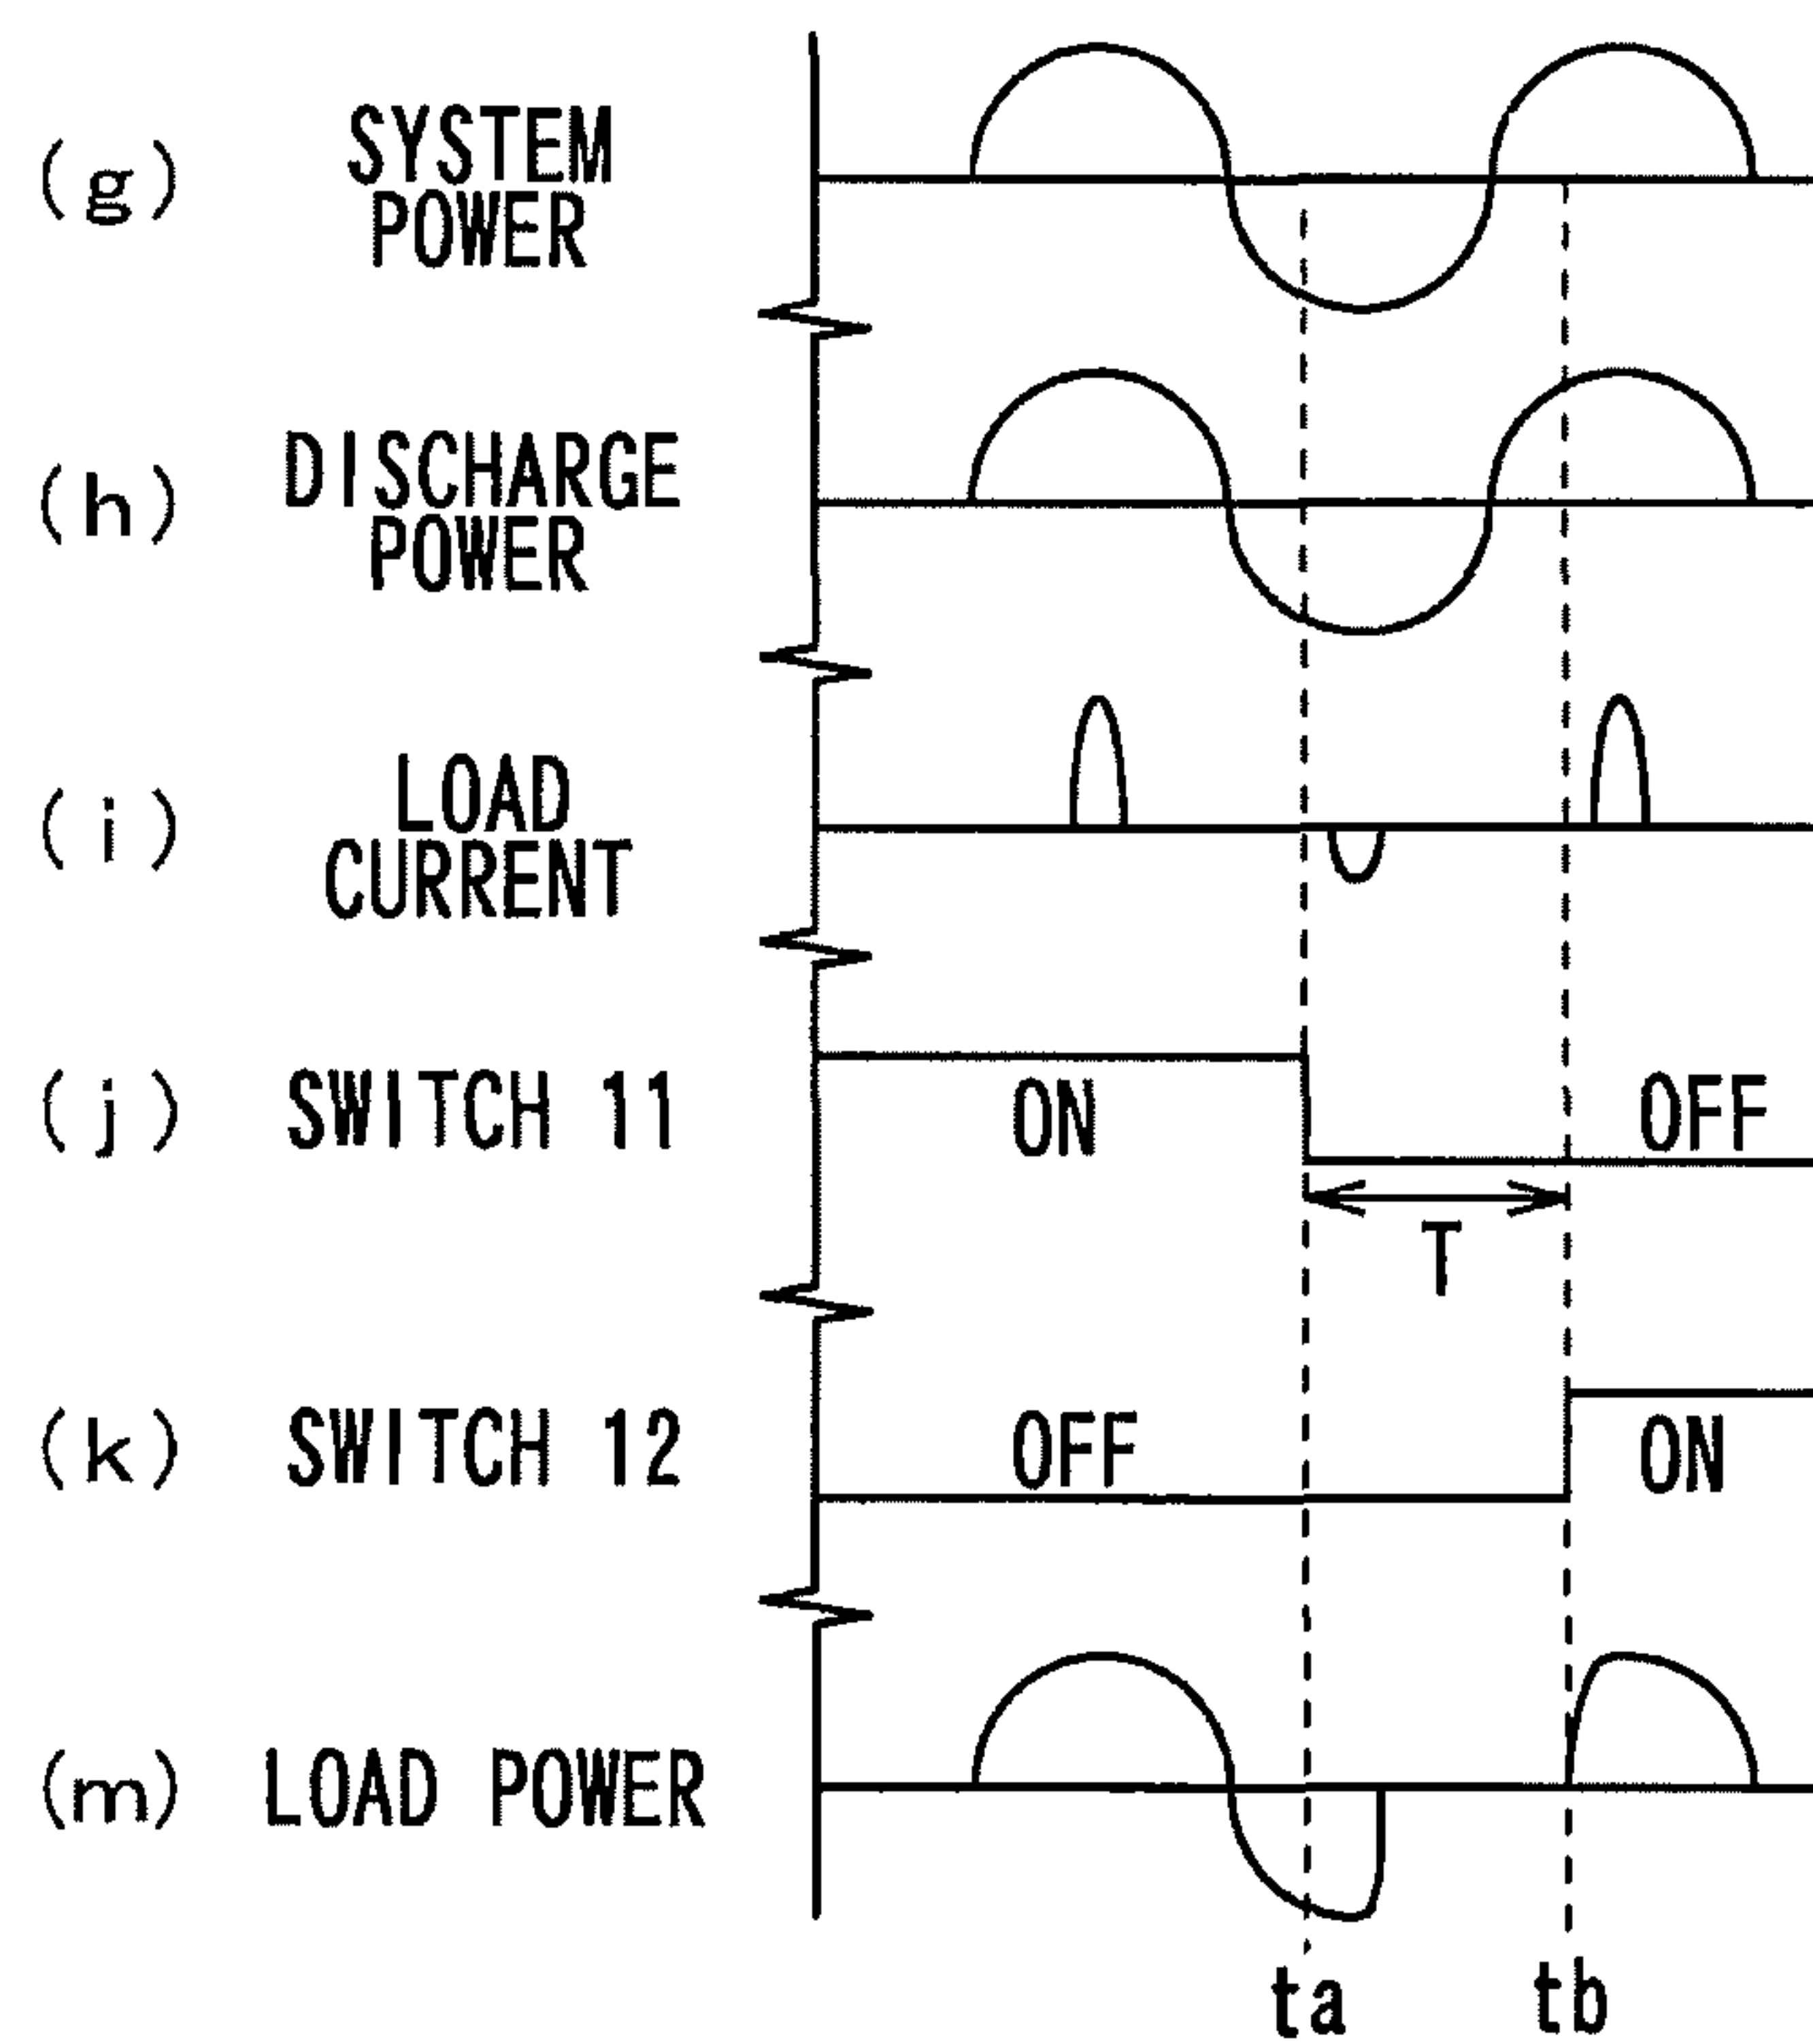 (g) SYSTEM
POWER
(h) DISCHARGE
POWER
(i) LOAD
CURRENT
(j) SWITCH 11 ON OFF
T
(k) SWITCH 12 OFF ON
(m) LOAD POWER
ta tb